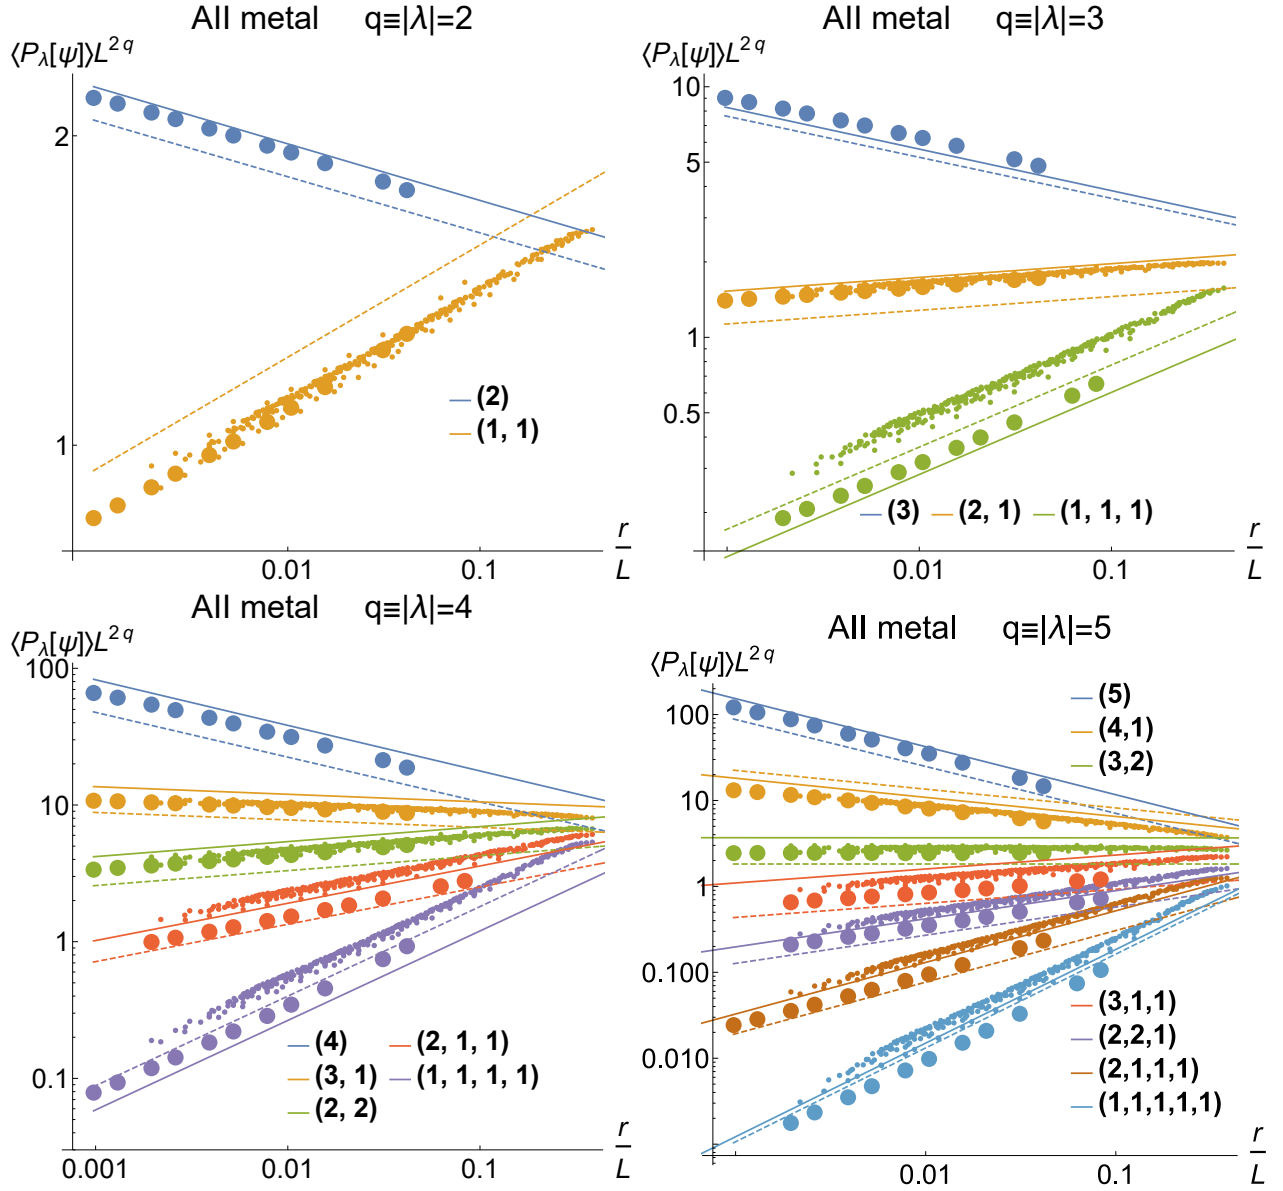 AII metal q≡|λ|=2
⟨Pλ[ψ]⟩L^2 q
2
1
(2)
(1, 1)
0.01 0.1
r/L
AII metal q≡|λ|=3
⟨Pλ[ψ]⟩L^2 q
10
5
1
0.5
(3) (2, 1) (1, 1, 1)
0.01 0.1
r/L
AII metal q≡|λ|=4
⟨Pλ[ψ]⟩L^2 q
100
10
1
0.1
(4) (2, 1, 1)
(3, 1) (1, 1, 1, 1)
(2, 2)
0.001 0.01 0.1
r/L
AII metal q≡|λ|=5
⟨Pλ[ψ]⟩L^2 q
100
10
1
0.100
0.010
(5)
(4,1)
(3,2)
(3,1,1)
(2,2,1)
(2,1,1,1)
(1,1,1,1,1)
0.01 0.1
r/L